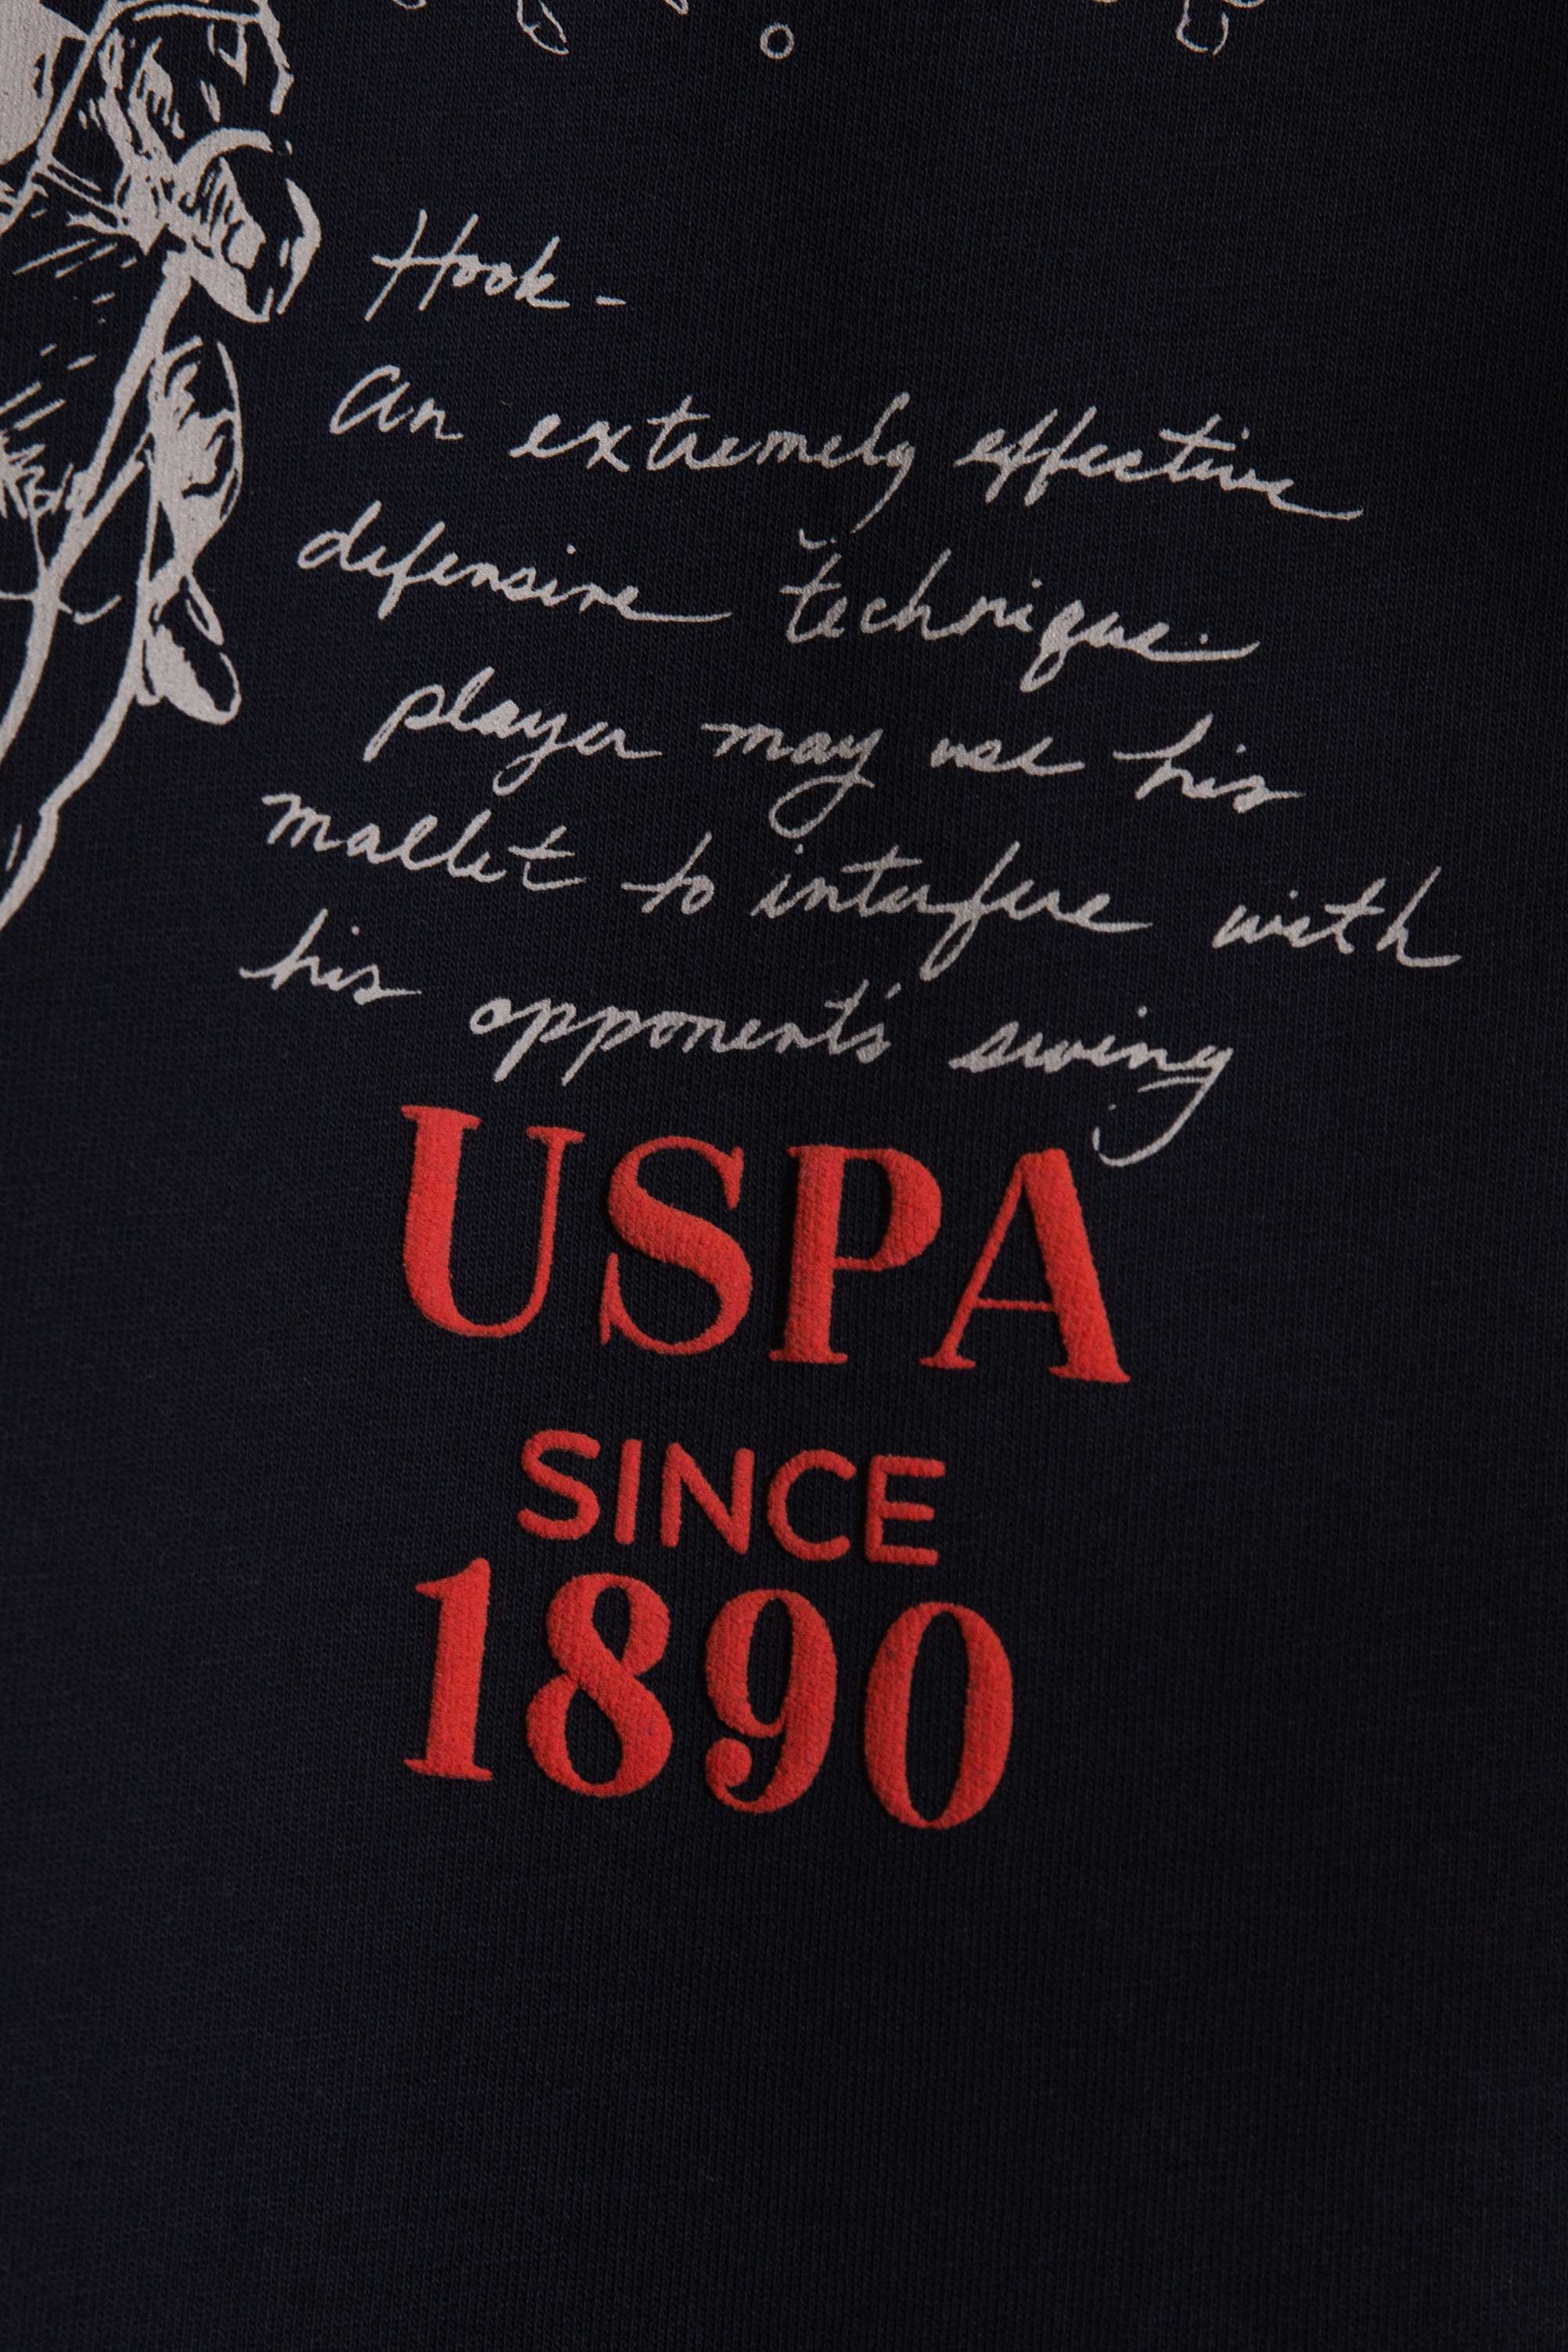 Hook -
an extremely effective
defensive technique.
player may use his
mallet to interfere with
his opponents' swing
USPA
SINCE
1890